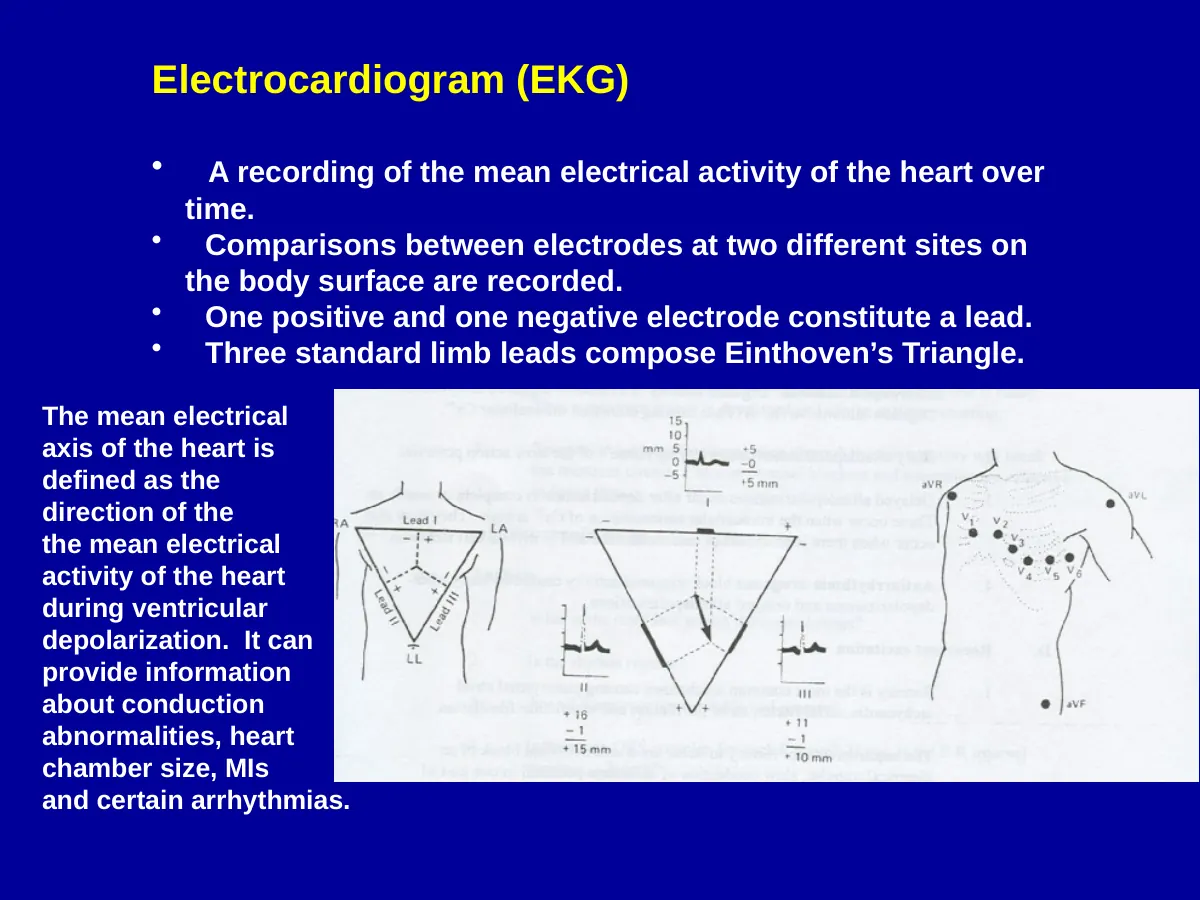 Electrocardiogram (EKG)
• A recording of the mean electrical activity of the heart over
time.
• Comparisons between electrodes at two different sites on
the body surface are recorded.
• One positive and one negative electrode constitute a lead.
• Three standard limb leads compose Einthoven’s Triangle.
The mean electrical
axis of the heart is
defined as the
direction of the
the mean electrical
activity of the heart
during ventricular
depolarization. It can
provide information
about conduction
abnormalities, heart
chamber size, MIs
and certain arrhythmias.
RA
Lead I
LA
- +
- -
+ +
Lead II
Lead III
LL
15
10
mm 5
0
-5
+5
-0
+5 mm
I
- +
- -
+ +
II
+ 16
- 1
+ 15 mm
III
+ 11
- 1
+ 10 mm
aVR
aVL
V1 V2
V3
V4 V5 V6
aVF